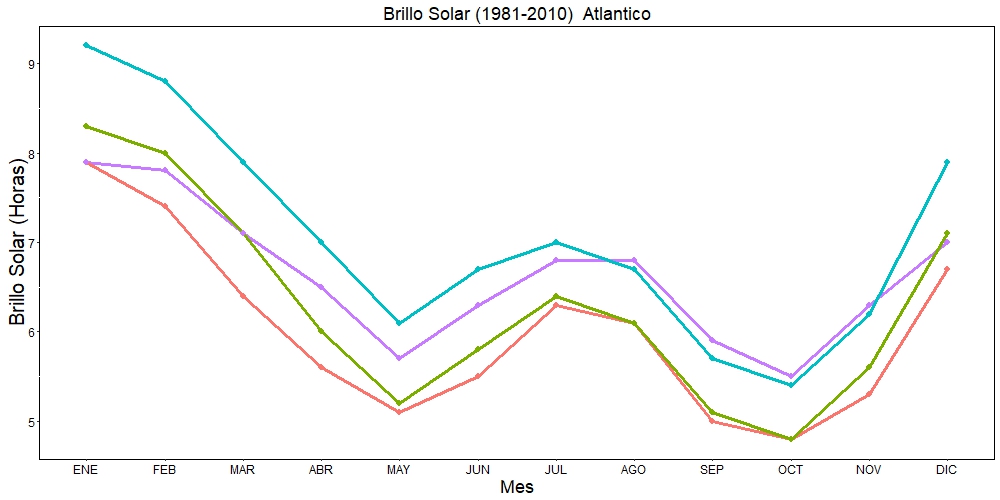 Brillo Solar (1981-2010)  Atlantico
Brillo Solar (Horas)
9
8
7
6
5
ENE FEB MAR ABR MAY JUN JUL AGO SEP OCT NOV DIC
Mes